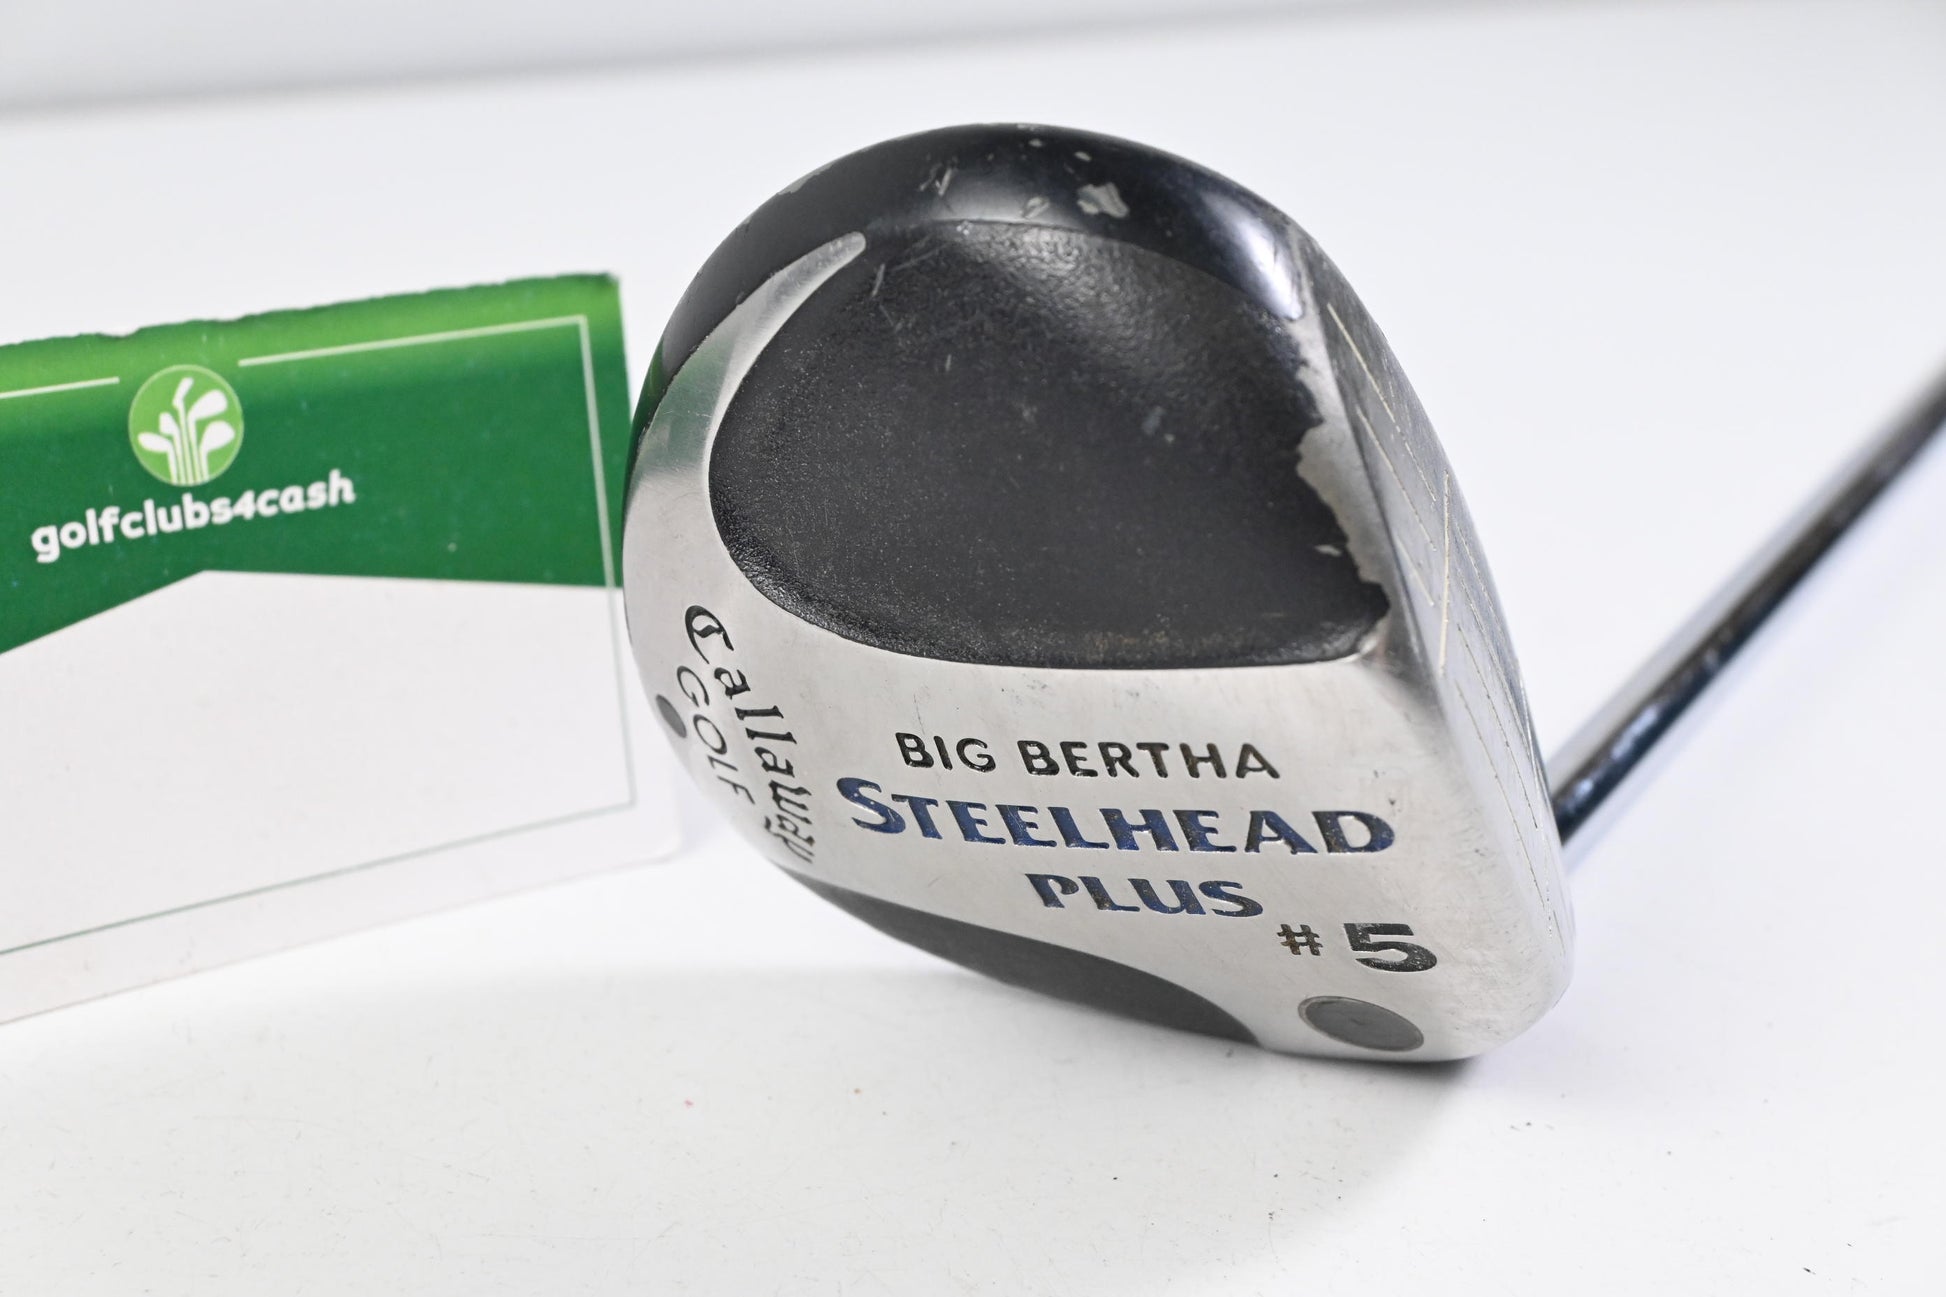 golfclubs4cash
Callaway
GOLF
BIG BERTHA
STEELHEAD
PLUS
# 5